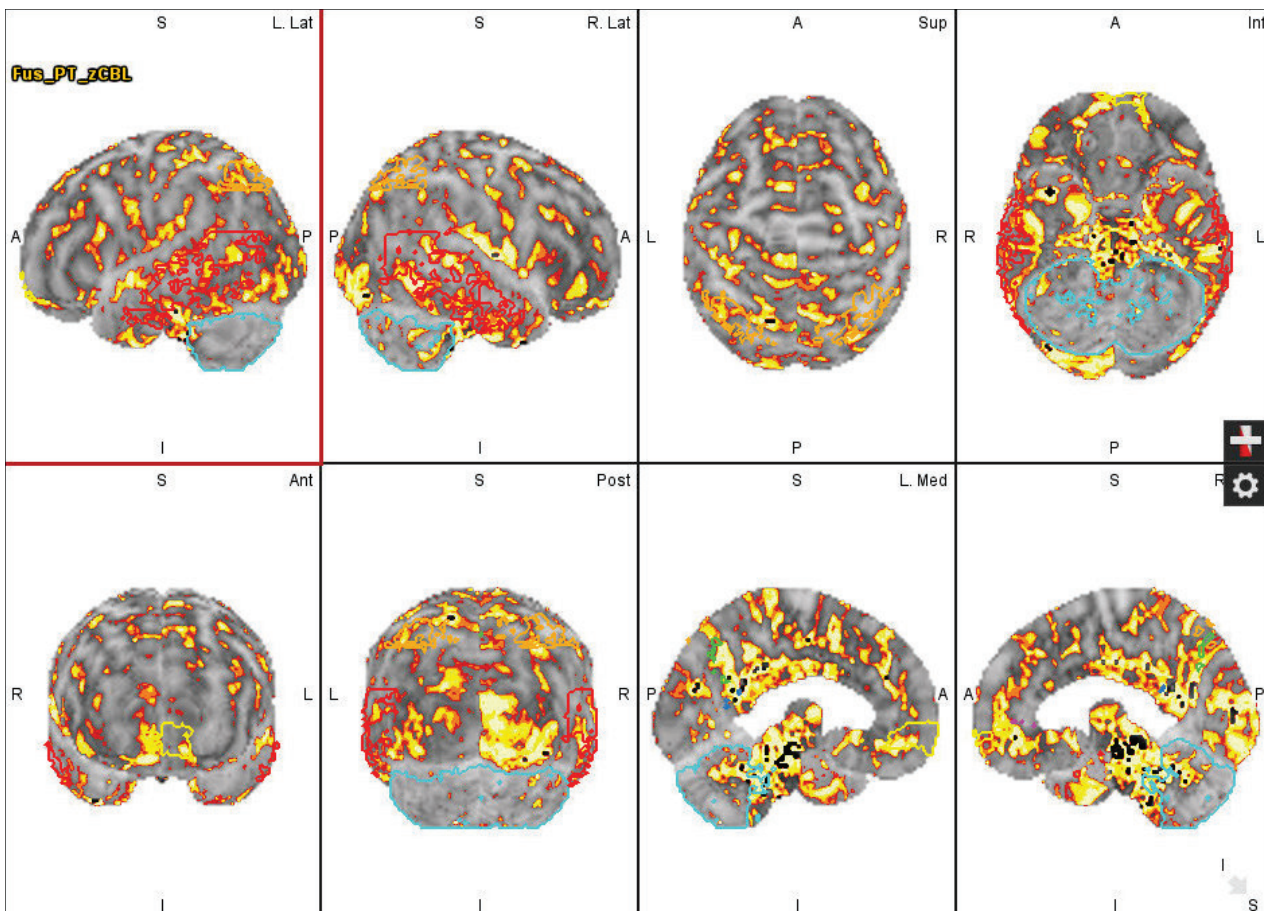 S L. Lat
Fus_PT_zCBL
A P
I
S R. Lat
P A
I
A Sup
L R
P
A Inf
R L
P
S Ant
R L
I
S Post
L R
I
S L. Med
P A
I
S R
A P
I
I
S